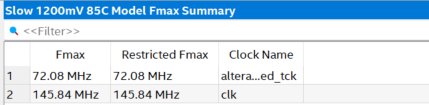 Slow 1200mV 85C Model Fmax Summary
<<Filter>>
Fmax Restricted Fmax Clock Name
1 72.08 MHz 72.08 MHz altera...ed_tck
2 145.84 MHz 145.84 MHz clk